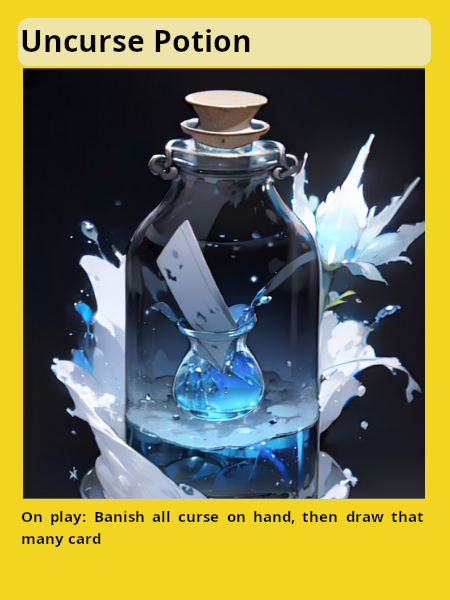 Uncurse Potion
On play: Banish all curse on hand, then draw that
many card